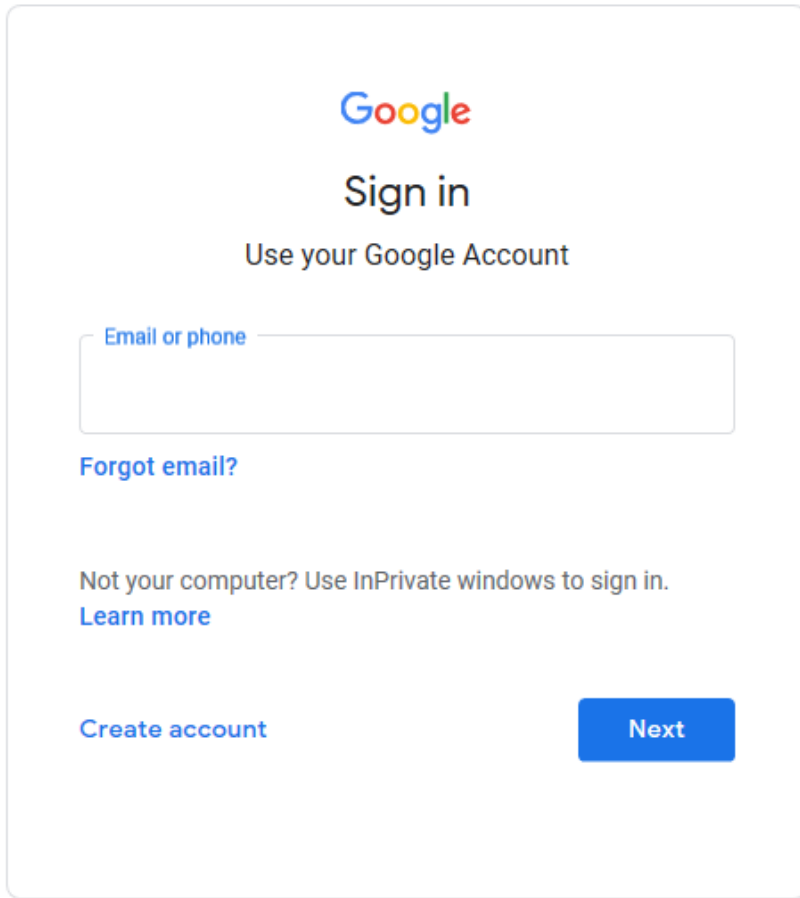 Google
Sign in
Use your Google Account
Email or phone
Forgot email?
Not your computer? Use InPrivate windows to sign in.
Learn more
Create account
Next